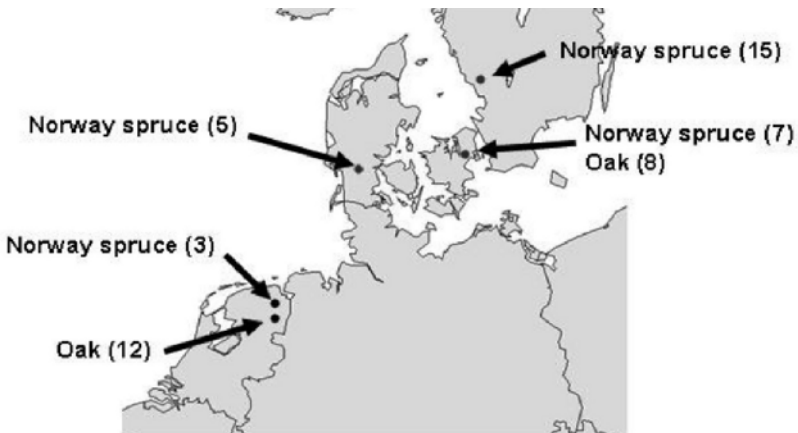 Norway spruce (15)
Norway spruce (5)
Norway spruce (7)
Oak (8)
Norway spruce (3)
Oak (12)